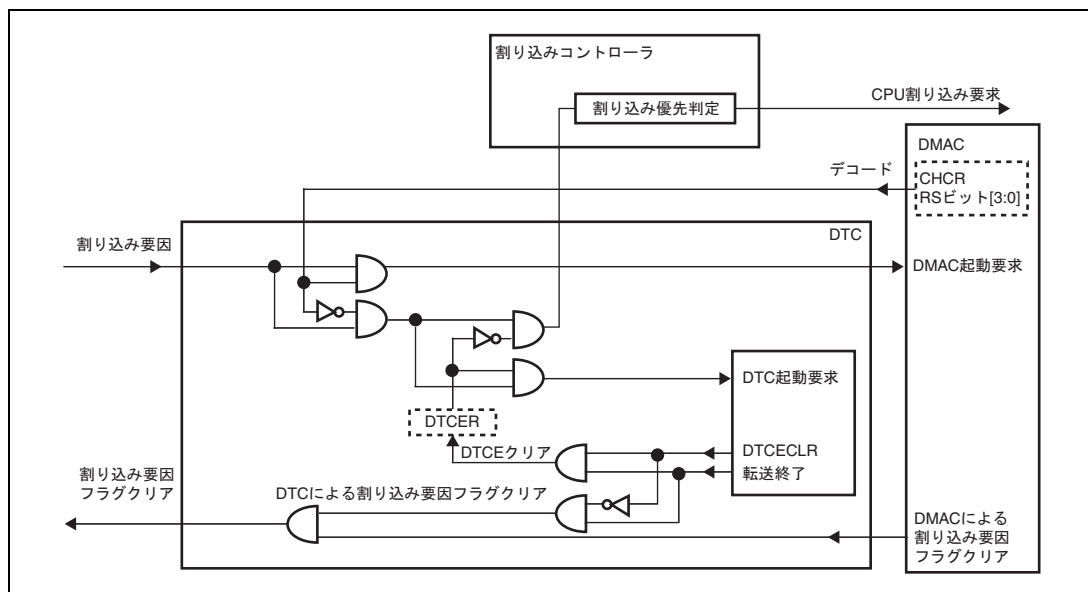 割り込みコントローラ
割り込み優先判定
CPU割り込み要求
DMAC
デコード
CHCR
RSビット[3:0]
DTC
割り込み要因
DMAC起動要求
DTC起動要求
DTCER
DTCEクリア
DTCECLR
転送終了
割り込み要因
フラグクリア
DTCによる割り込み要因フラグクリア
DMACによる
割り込み要因
フラグクリア